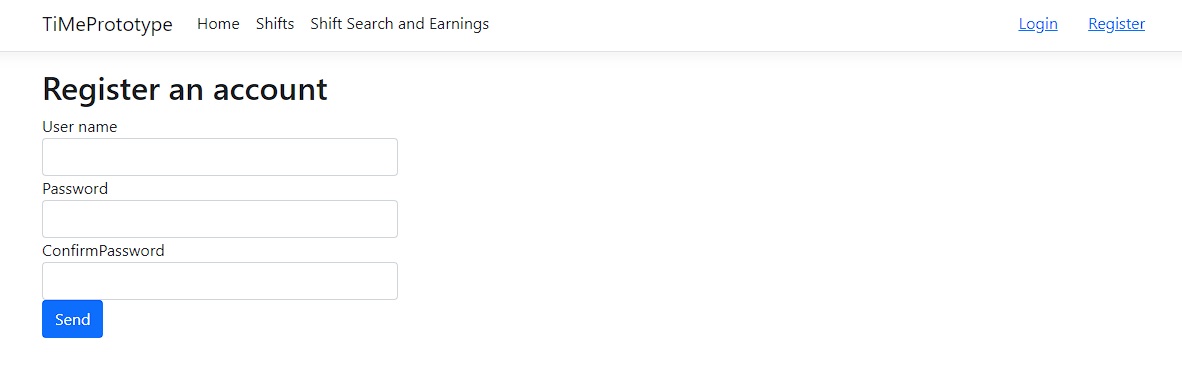 TiMePrototype Home Shifts Shift Search and Earnings Login Register
Register an account
User name
Password
ConfirmPassword
Send